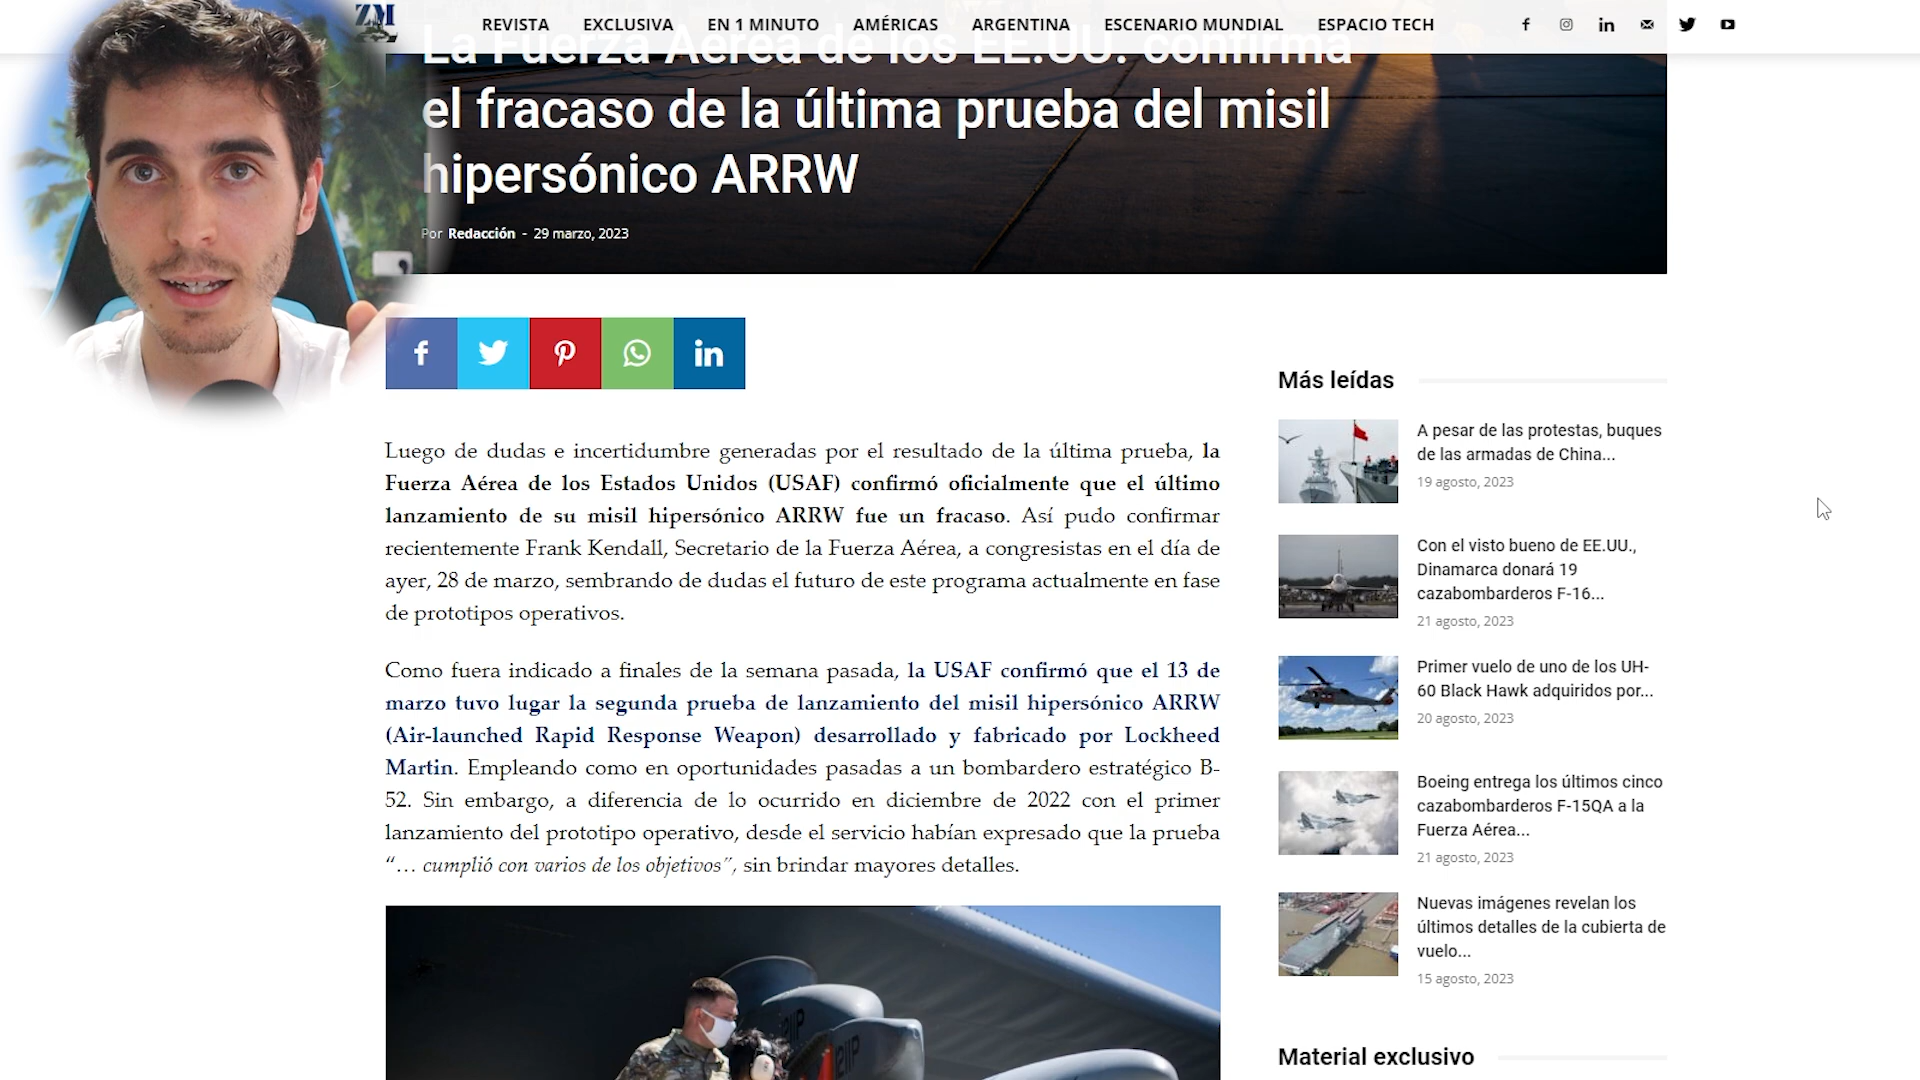 ZM
REVISTA EXCLUSIVA EN 1 MINUTO AMÉRICAS ARGENTINA ESCENARIO MUNDIAL ESPACIO TECH
La Fuerza Aérea de los EE.UU. confirma
el fracaso de la última prueba del misil
hipersónico ARRW
Por Redacción - 29 marzo, 2023
Luego de dudas e incertidumbre generadas por el resultado de la última prueba, la
Fuerza Aérea de los Estados Unidos (USAF) confirmó oficialmente que el último
lanzamiento de su misil hipersónico ARRW fue un fracaso. Así pudo confirmar
recientemente Frank Kendall, Secretario de la Fuerza Aérea, a congresistas en el día de
ayer, 28 de marzo, sembrando de dudas el futuro de este programa actualmente en fase
de prototipos operativos.
Como fuera indicado a finales de la semana pasada, la USAF confirmó que el 13 de
marzo tuvo lugar la segunda prueba de lanzamiento del misil hipersónico ARRW
(Air-launched Rapid Response Weapon) desarrollado y fabricado por Lockheed
Martin. Empleando como en oportunidades pasadas a un bombardero estratégico B-
52. Sin embargo, a diferencia de lo ocurrido en diciembre de 2022 con el primer
lanzamiento del prototipo operativo, desde el servicio habían expresado que la prueba
“… cumplió con varios de los objetivos”, sin brindar mayores detalles.
Más leídas
A pesar de las protestas, buques
de las armadas de China...
19 agosto, 2023
Con el visto bueno de EE.UU.,
Dinamarca donará 19
cazabombarderos F-16...
21 agosto, 2023
Primer vuelo de uno de los UH-
60 Black Hawk adquiridos por...
20 agosto, 2023
Boeing entrega los últimos cinco
cazabombarderos F-15QA a la
Fuerza Aérea...
21 agosto, 2023
Nuevas imágenes revelan los
últimos detalles de la cubierta de
vuelo...
15 agosto, 2023
Material exclusivo